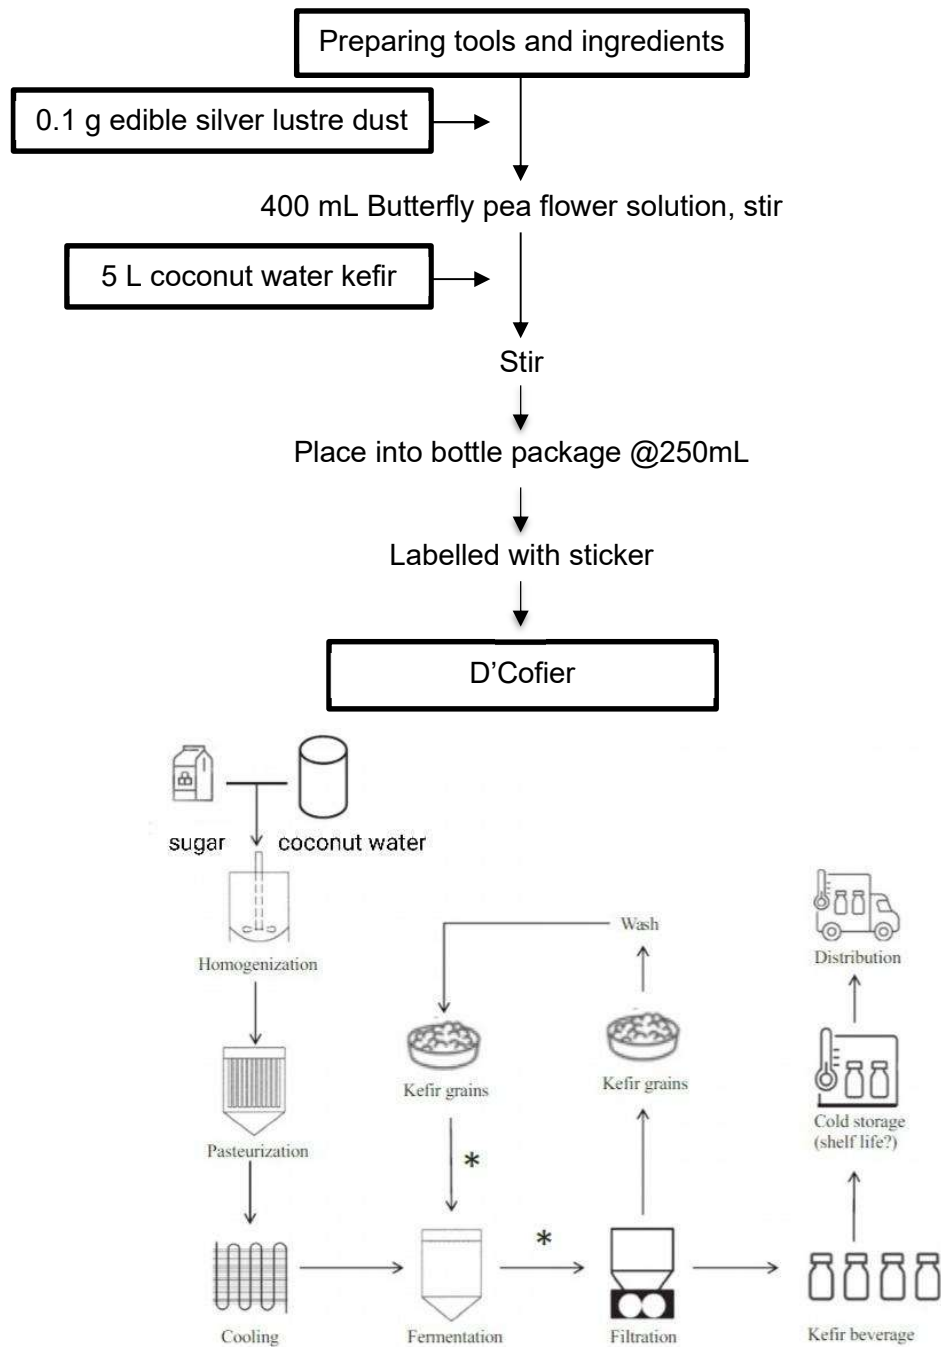 Preparing tools and ingredients
0.1 g edible silver lustre dust
400 mL Butterfly pea flower solution, stir
5 L coconut water kefir
Stir
Place into bottle package @250mL
Labelled with sticker
D’Cofier
sugar
coconut water
Homogenization
Wash
Distribution
Kefir grains
Kefir grains
Pasteurization
Cold storage
(shelf life?)
*
*
Cooling
Fermentation
Filtration
Kefir beverage